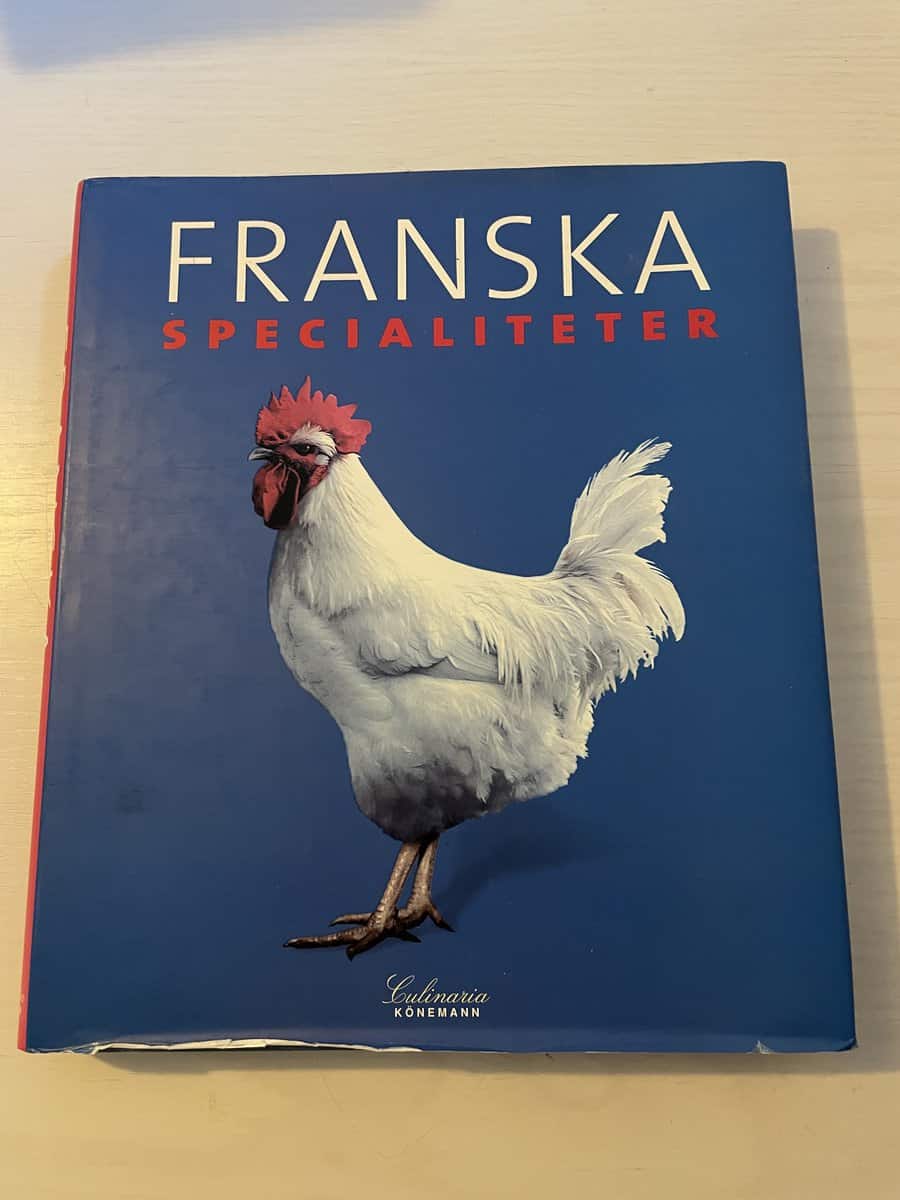 FRANSKA
SPECIALITETER
Culinaria
KÖNEMANN